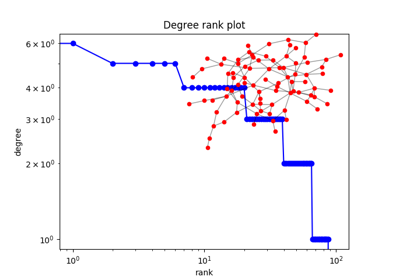 Degree rank plot
6 × 10⁰
4 × 10⁰
3 × 10⁰
2 × 10⁰
10⁰
degree
10⁰ 10¹ 10²
rank